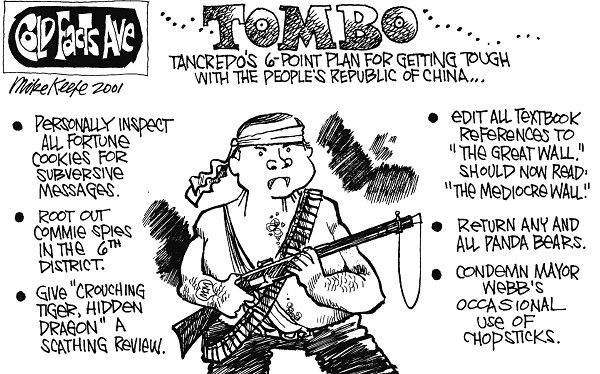 COLD FACTS AVE
MIKE KEEFE 2001
TOMBO
TANCREDO'S 6-POINT PLAN FOR GETTING TOUGH
WITH THE PEOPLE'S REPUBLIC OF CHINA...
• PERSONALLY INSPECT
ALL FORTUNE
COOKIES FOR
SUBVERSIVE
MESSAGES.
• ROOT OUT
COMMIE SPIES
IN THE 6TH
DISTRICT.
• GIVE "CROUCHING
TIGER, HIDDEN
DRAGON" A
SCATHING REVIEW.
• EDIT ALL TEXTBOOK
REFERENCES TO
"THE GREAT WALL."
SHOULD NOW READ:
"THE MEDIOCRE WALL."
• RETURN ANY AND
ALL PANDA BEARS.
• CONDEMN MAYOR
WEBB'S
OCCASIONAL
USE OF
CHOPSTICKS.